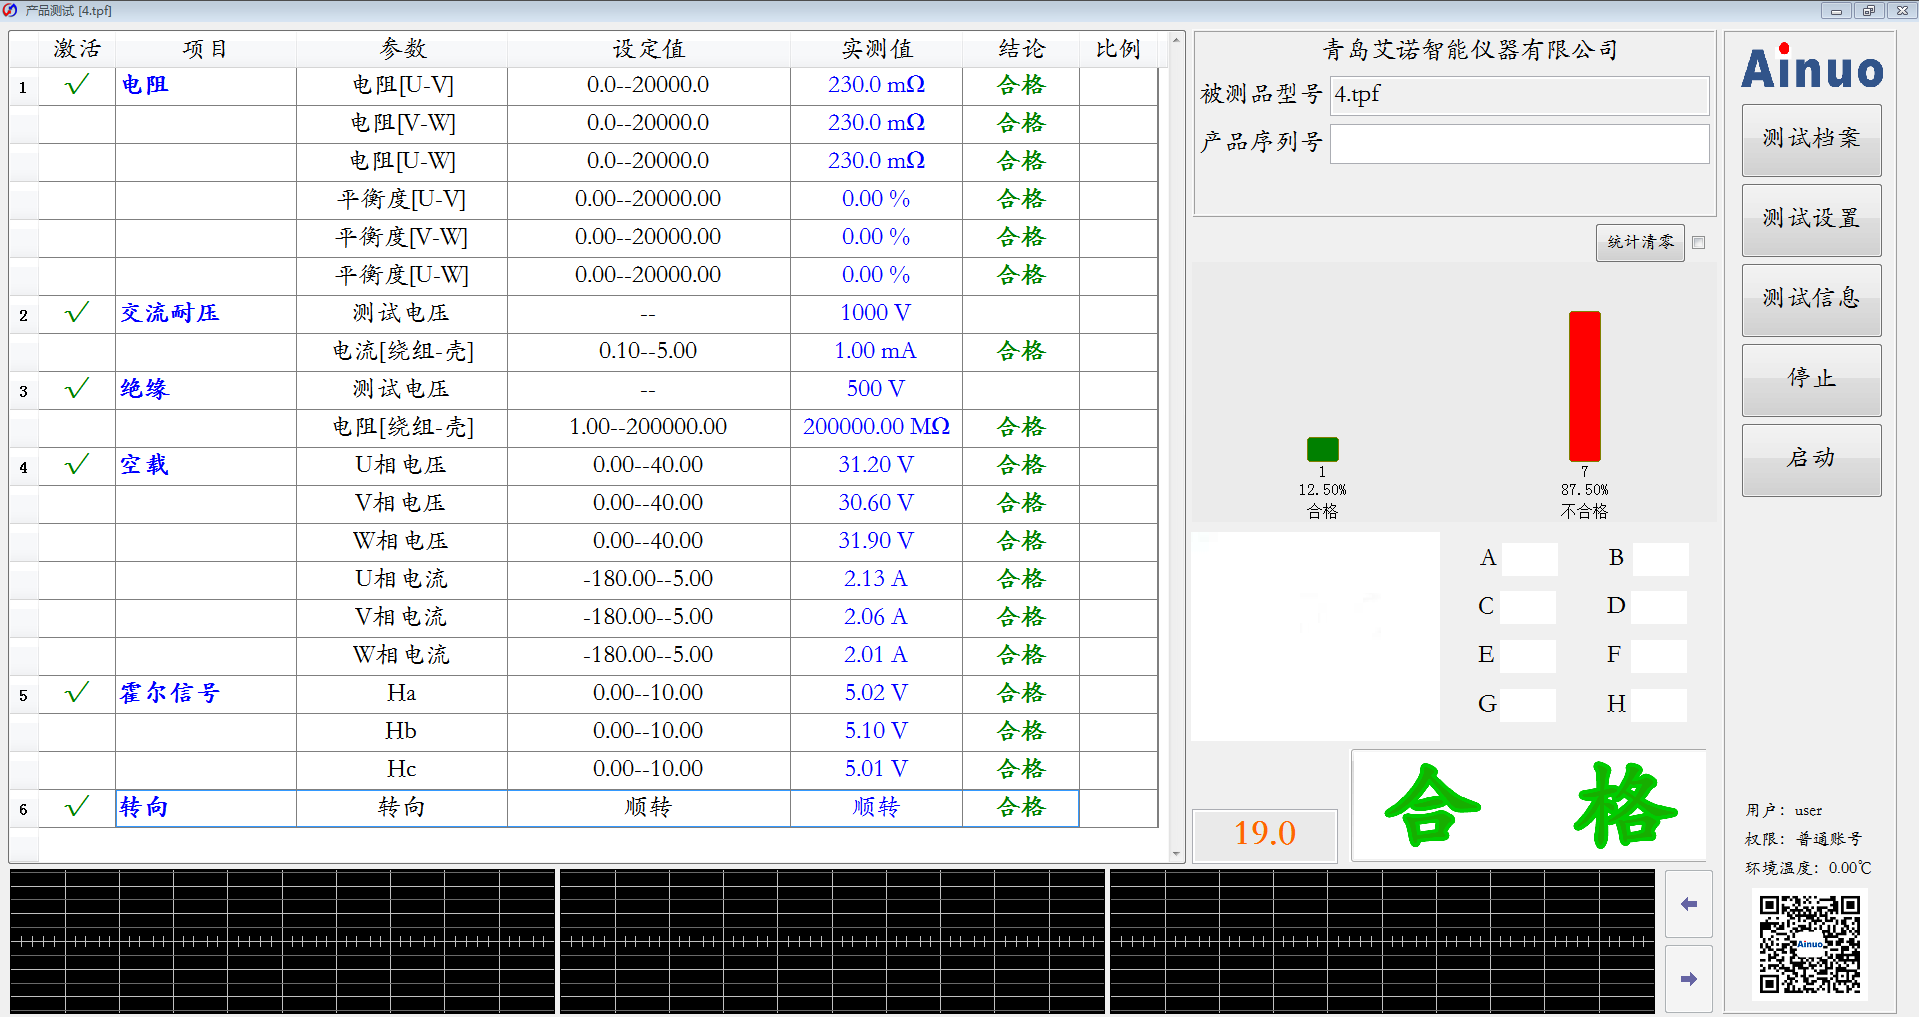 产品测试 [4.tpf]
激活 项目 参数 设定值 实测值 结论 比例
1 √ 电阻 电阻[U-V] 0.0--20000.0 230.0 mΩ 合格
电阻[V-W] 0.0--20000.0 230.0 mΩ 合格
电阻[U-W] 0.0--20000.0 230.0 mΩ 合格
平衡度[U-V] 0.00--20000.00 0.00 % 合格
平衡度[V-W] 0.00--20000.00 0.00 % 合格
平衡度[U-W] 0.00--20000.00 0.00 % 合格
2 √ 交流耐压 测试电压 -- 1000 V
电流[绕组-壳] 0.10--5.00 1.00 mA 合格
3 √ 绝缘 测试电压 -- 500 V
电阻[绕组-壳] 1.00--200000.00 200000.00 MΩ 合格
4 √ 空载 U相电压 0.00--40.00 31.20 V 合格
V相电压 0.00--40.00 30.60 V 合格
W相电压 0.00--40.00 31.90 V 合格
U相电流 -180.00--5.00 2.13 A 合格
V相电流 -180.00--5.00 2.06 A 合格
W相电流 -180.00--5.00 2.01 A 合格
5 √ 霍尔信号 Ha 0.00--10.00 5.02 V 合格
Hb 0.00--10.00 5.10 V 合格
Hc 0.00--10.00 5.01 V 合格
6 √ 转向 转向 顺转 顺转 合格
青岛艾诺智能仪器有限公司
被测品型号 4.tpf
产品序列号
统计清零
1 7
12.50% 87.50%
合格 不合格
A B
C D
E F
G H
19.0
合 格
Ainuo
测试档案
测试设置
测试信息
停止
启动
用户: user
权限: 普通账号
环境温度: 0.00℃
Ainuo